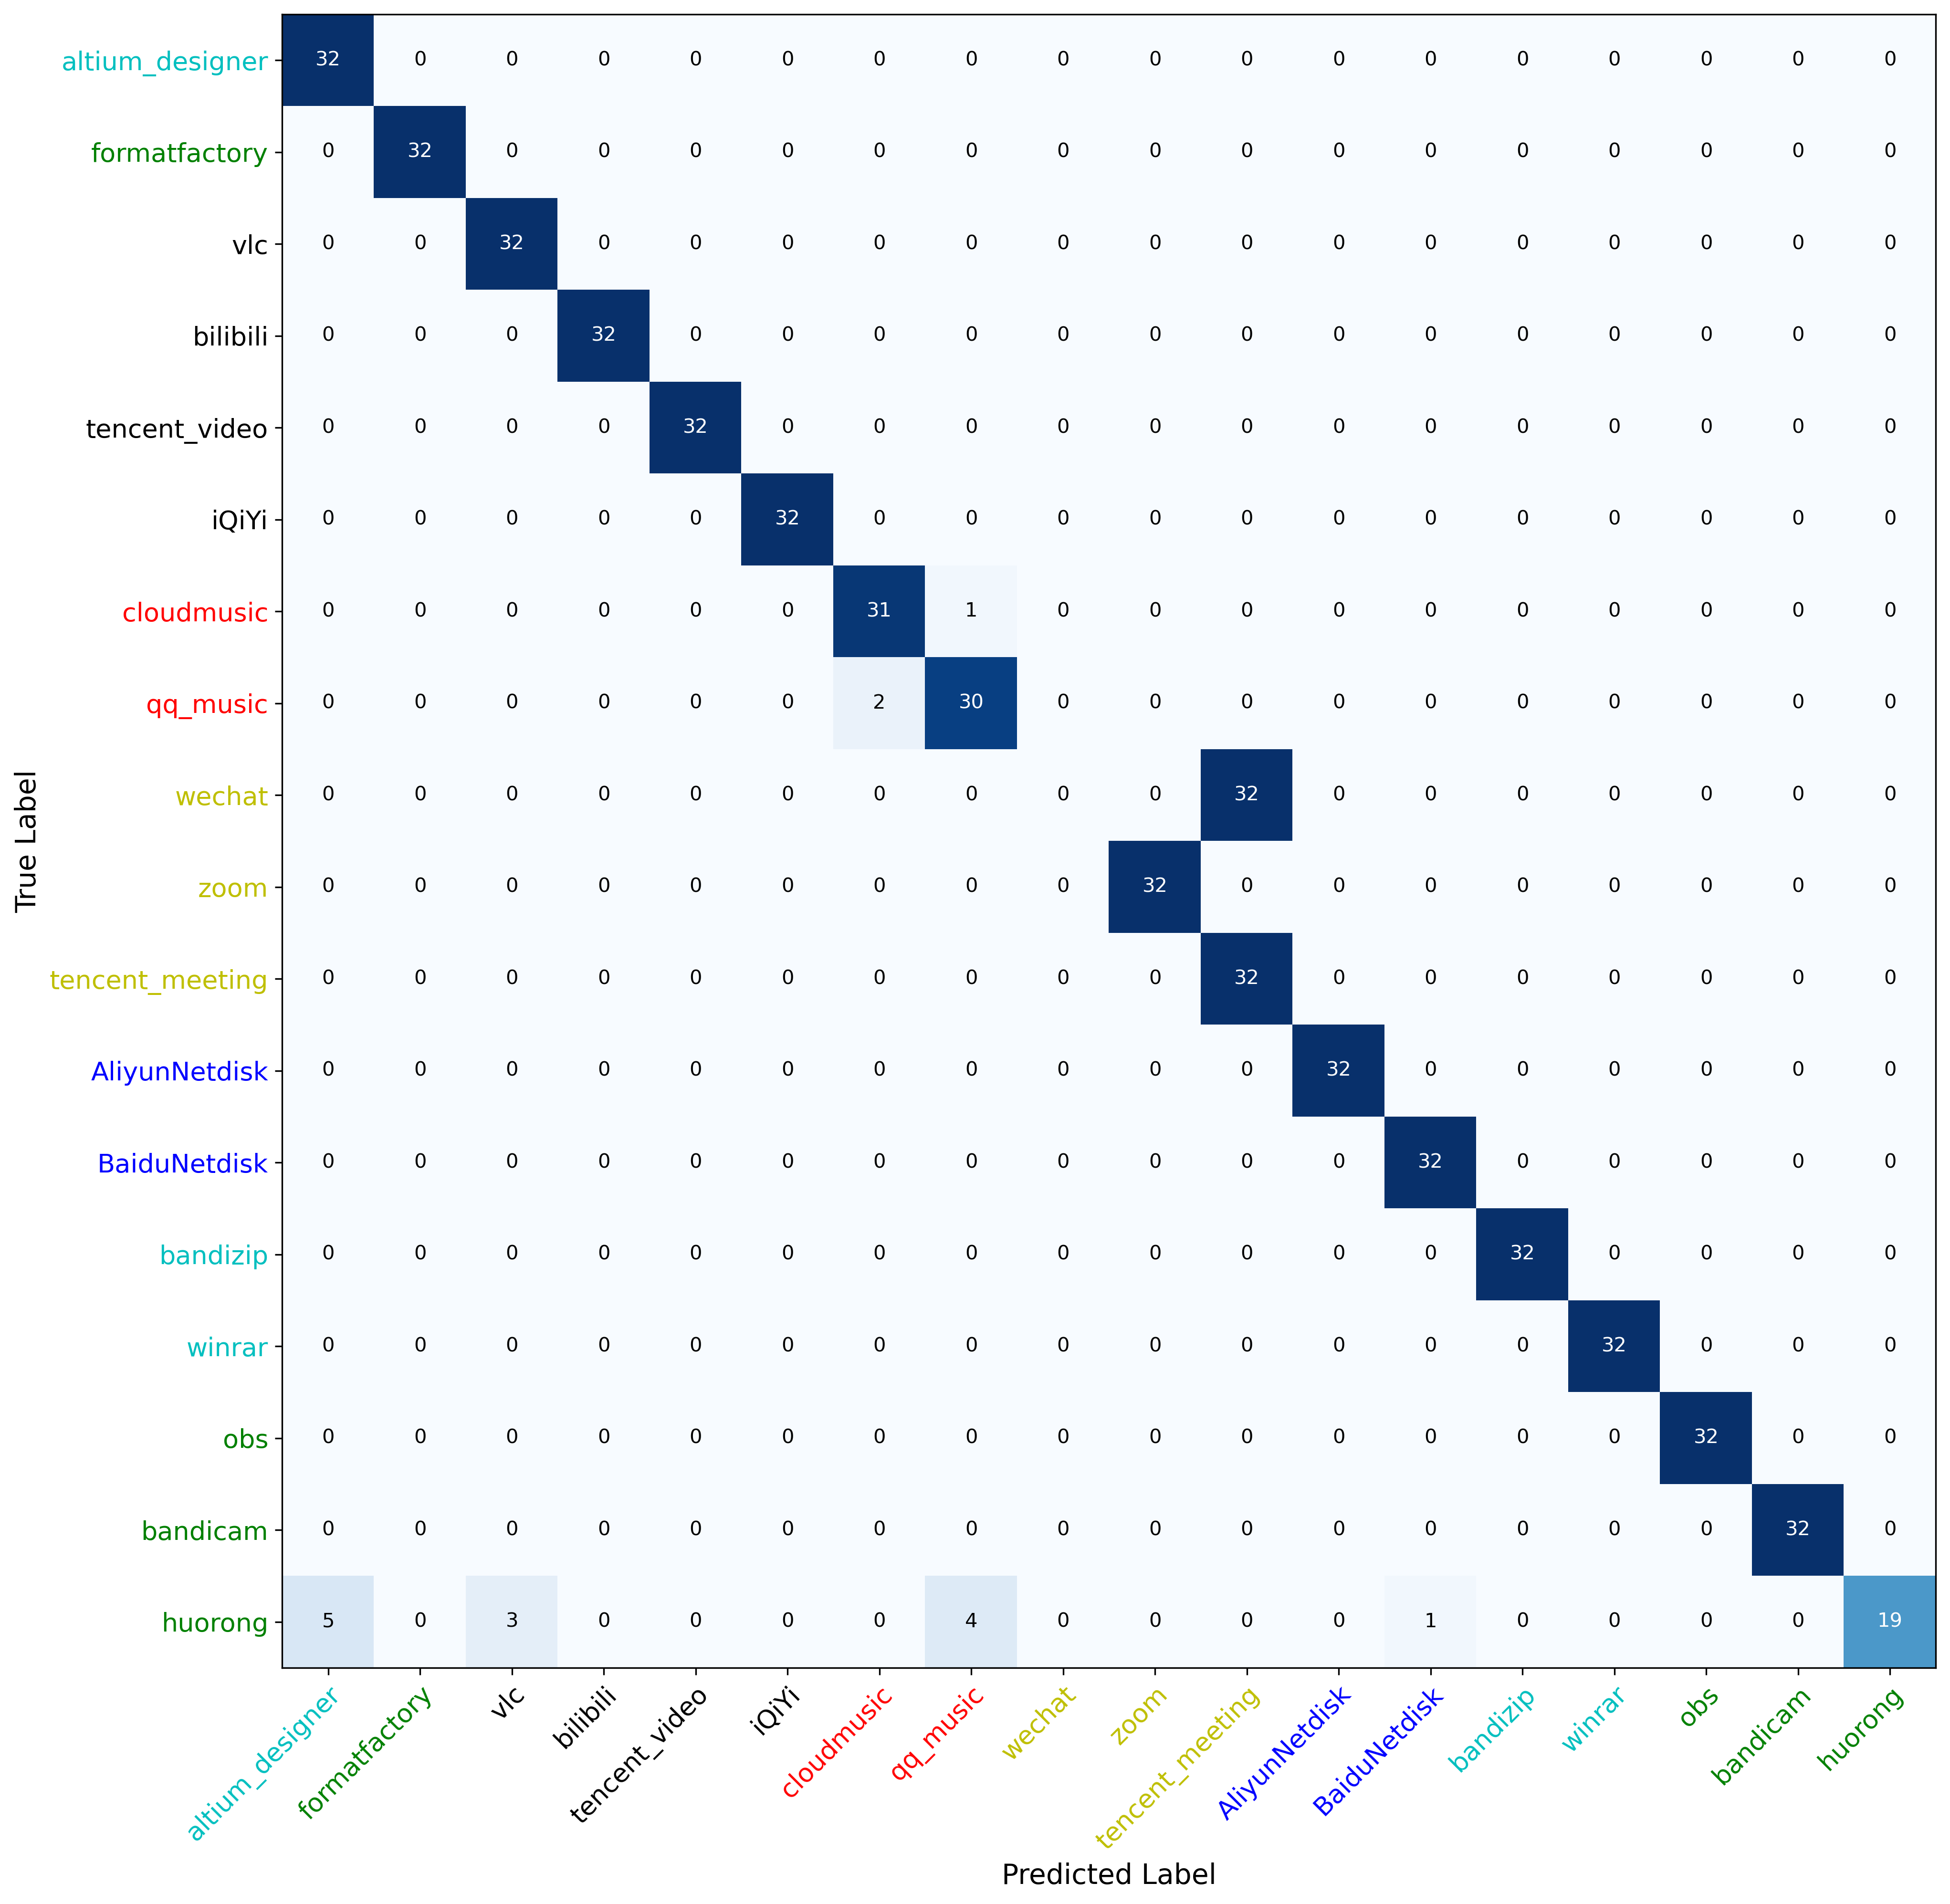 altium_designer 32 0 0 0 0 0 0 0 0 0 0 0 0 0 0 0 0 0
formatfactory 0 32 0 0 0 0 0 0 0 0 0 0 0 0 0 0 0 0
vlc 0 0 32 0 0 0 0 0 0 0 0 0 0 0 0 0 0 0
bilibili 0 0 0 32 0 0 0 0 0 0 0 0 0 0 0 0 0 0
tencent_video 0 0 0 0 32 0 0 0 0 0 0 0 0 0 0 0 0 0
iQiYi 0 0 0 0 0 32 0 0 0 0 0 0 0 0 0 0 0 0
cloudmusic 0 0 0 0 0 0 31 1 0 0 0 0 0 0 0 0 0 0
qq_music 0 0 0 0 0 0 2 30 0 0 0 0 0 0 0 0 0 0
wechat 0 0 0 0 0 0 0 0 0 0 32 0 0 0 0 0 0 0
zoom 0 0 0 0 0 0 0 0 0 32 0 0 0 0 0 0 0 0
tencent_meeting 0 0 0 0 0 0 0 0 0 0 32 0 0 0 0 0 0 0
AliyunNetdisk 0 0 0 0 0 0 0 0 0 0 0 32 0 0 0 0 0 0
BaiduNetdisk 0 0 0 0 0 0 0 0 0 0 0 0 32 0 0 0 0 0
bandizip 0 0 0 0 0 0 0 0 0 0 0 0 0 32 0 0 0 0
winrar 0 0 0 0 0 0 0 0 0 0 0 0 0 0 32 0 0 0
obs 0 0 0 0 0 0 0 0 0 0 0 0 0 0 0 32 0 0
bandicam 0 0 0 0 0 0 0 0 0 0 0 0 0 0 0 0 32 0
huorong 5 0 3 0 0 0 0 4 0 0 0 0 1 0 0 0 0 19
True Label
altium_designer
formatfactory
vlc
bilibili
tencent_video
iQiYi
cloudmusic
qq_music
wechat
zoom
tencent_meeting
AliyunNetdisk
BaiduNetdisk
bandizip
winrar
obs
bandicam
huorong
Predicted Label